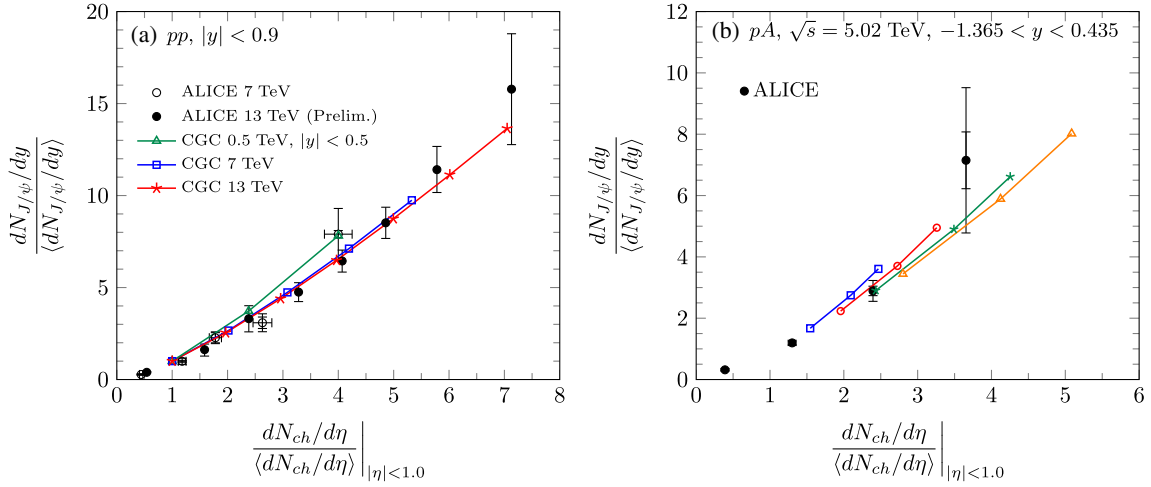 (a) pp, |y| < 0.9
ALICE 7 TeV
ALICE 13 TeV (Prelim.)
CGC 0.5 TeV, |y| < 0.5
CGC 7 TeV
CGC 13 TeV
20
15
10
5
0
0 1 2 3 4 5 6 7 8
dN_{J/ψ}/dy
⟨dN_{J/ψ}/dy⟩
dN_{ch}/dη
⟨dN_{ch}/dη⟩ |_{|η|<1.0}
(b) pA, √s = 5.02 TeV, −1.365 < y < 0.435
ALICE
12
10
8
6
4
2
0
0 1 2 3 4 5 6
dN_{J/ψ}/dy
⟨dN_{J/ψ}/dy⟩
dN_{ch}/dη
⟨dN_{ch}/dη⟩ |_{|η|<1.0}